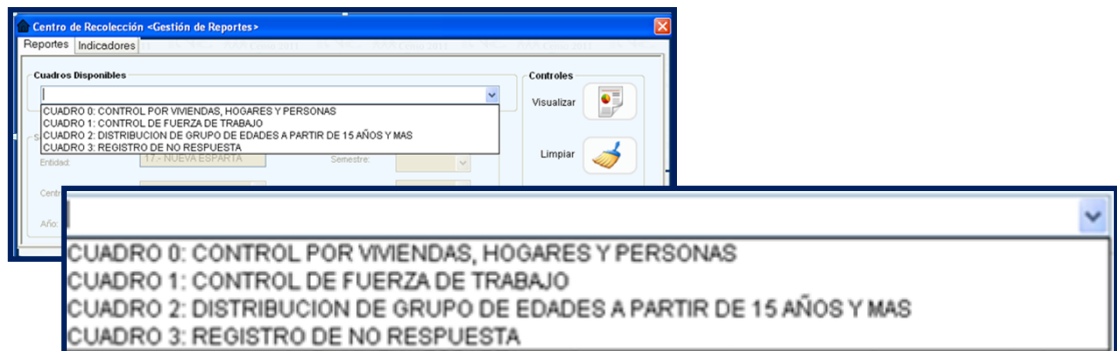 Centro de Recolección <Gestión de Reportes>
Reportes Indicadores
Cuadros Disponibles
CUADRO 0: CONTROL POR VIVIENDAS, HOGARES Y PERSONAS
CUADRO 1: CONTROL DE FUERZA DE TRABAJO
CUADRO 2: DISTRIBUCION DE GRUPO DE EDADES A PARTIR DE 15 AÑOS Y MAS
CUADRO 3: REGISTRO DE NO RESPUESTA
Controles
Visualizar
Limpiar
Entidad: 17.- NUEVA ESPARTA Semestre:
Año:
CUADRO 0: CONTROL POR VIVIENDAS, HOGARES Y PERSONAS
CUADRO 1: CONTROL DE FUERZA DE TRABAJO
CUADRO 2: DISTRIBUCION DE GRUPO DE EDADES A PARTIR DE 15 AÑOS Y MAS
CUADRO 3: REGISTRO DE NO RESPUESTA